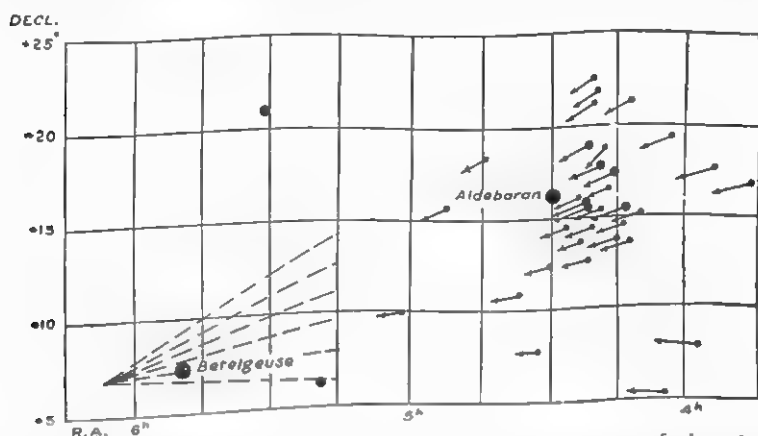 DECL.
+25°
+20
Aldebaran
+15
+10
Betelgeuse
+5
R.A. 6h 5h 4h